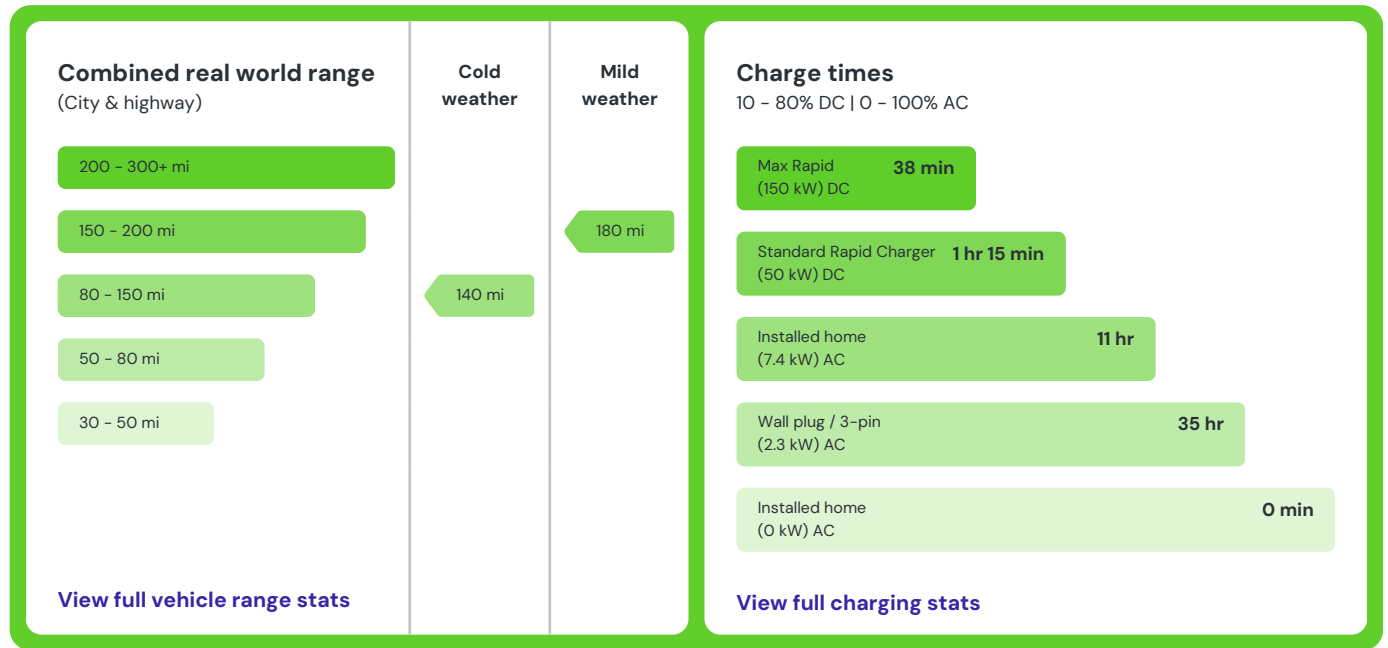 Combined real world range
(City & highway)
Cold
weather
Mild
weather
200 - 300+ mi
150 - 200 mi
180 mi
80 - 150 mi
140 mi
50 - 80 mi
30 - 50 mi
View full vehicle range stats
Charge times
10 - 80% DC | 0 - 100% AC
Max Rapid
(150 kW) DC
38 min
Standard Rapid Charger
(50 kW) DC
1 hr 15 min
Installed home
(7.4 kW) AC
11 hr
Wall plug / 3-pin
(2.3 kW) AC
35 hr
Installed home
(0 kW) AC
0 min
View full charging stats